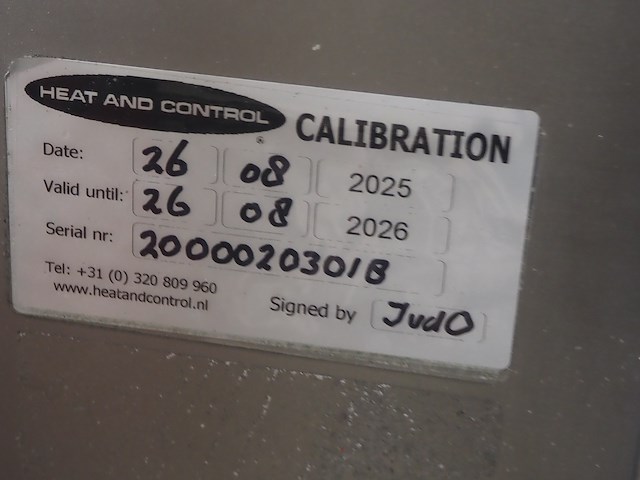 HEAT AND CONTROL ®
CALIBRATION
Date: 26 08 2025
Valid until: 26 08 2026
Serial nr: 2000020301B
Tel: +31 (0) 320 809 960
www.heatandcontrol.nl
Signed by JudO